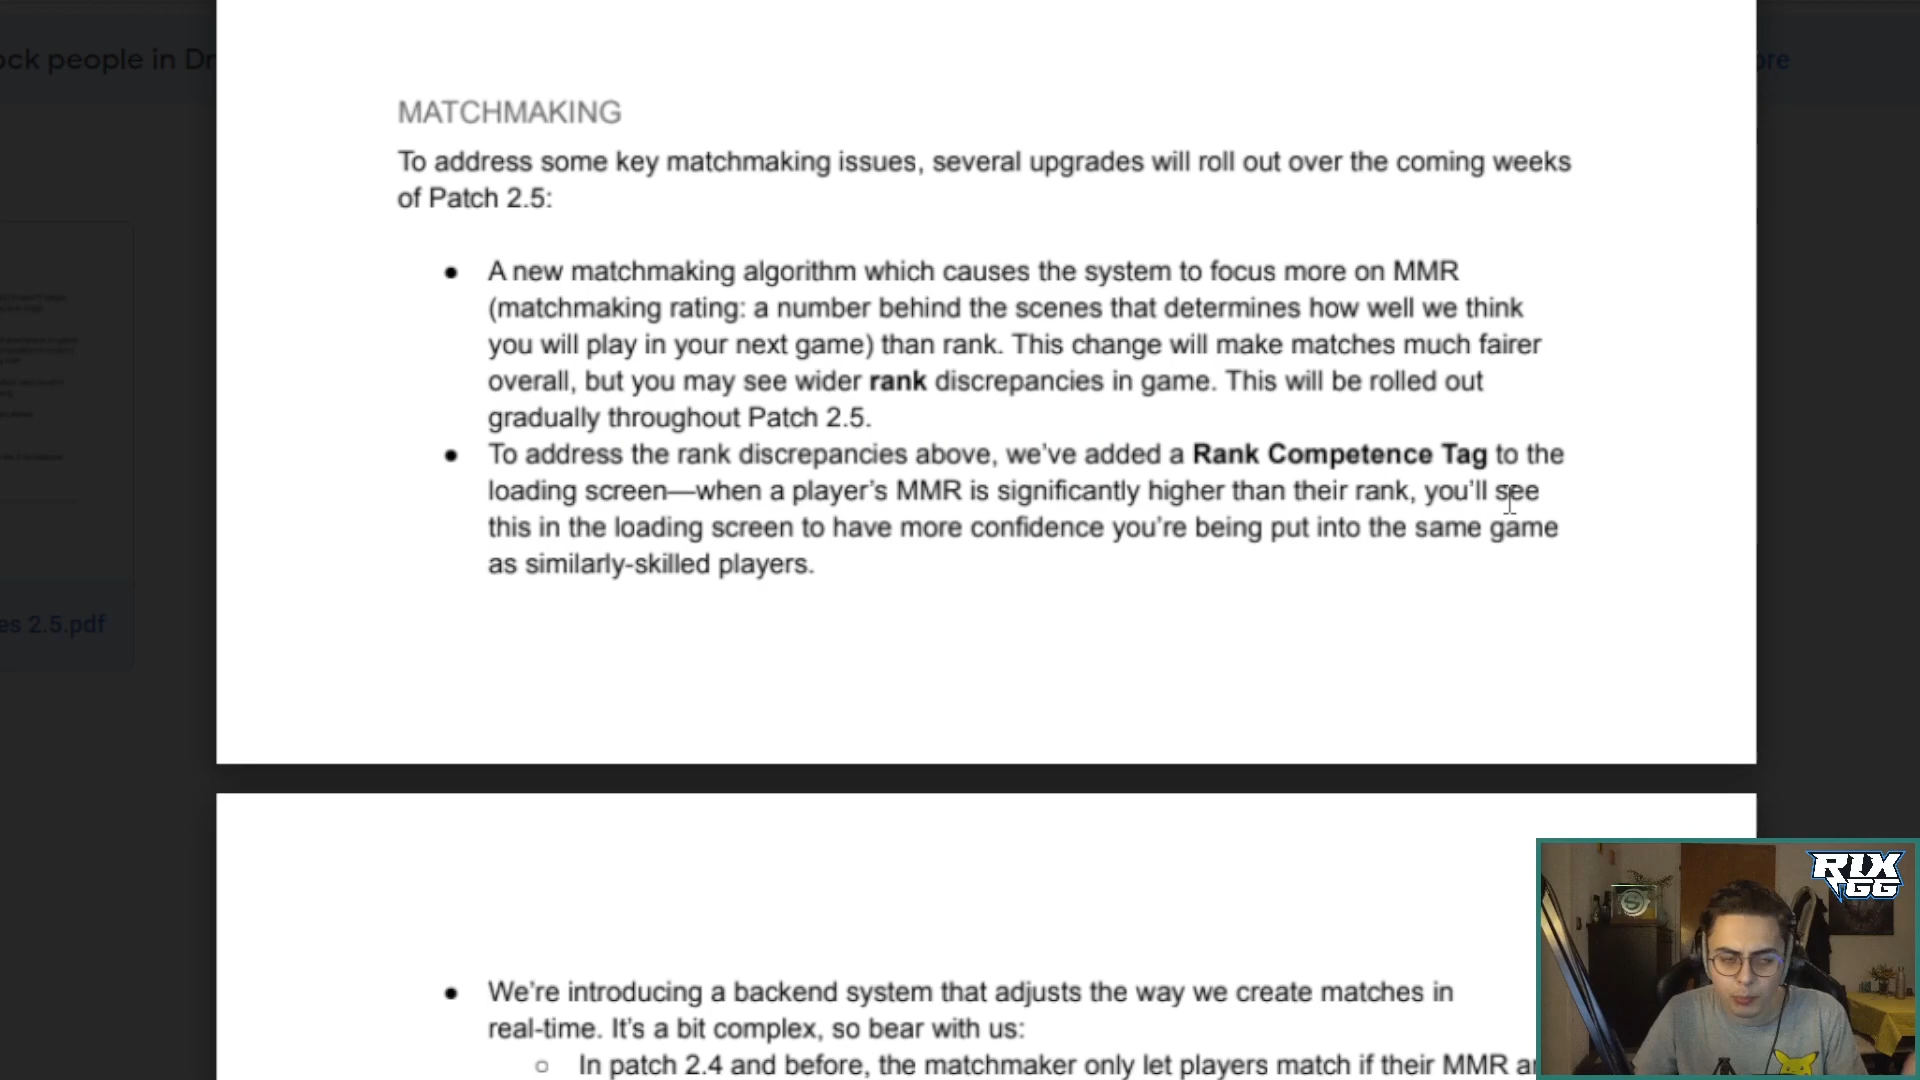 ock people in Dr
ore
MATCHMAKING
To address some key matchmaking issues, several upgrades will roll out over the coming weeks
of Patch 2.5:
● A new matchmaking algorithm which causes the system to focus more on MMR
(matchmaking rating: a number behind the scenes that determines how well we think
you will play in your next game) than rank. This change will make matches much fairer
overall, but you may see wider rank discrepancies in game. This will be rolled out
gradually throughout Patch 2.5.
● To address the rank discrepancies above, we've added a Rank Competence Tag to the
loading screen—when a player's MMR is significantly higher than their rank, you'll see
this in the loading screen to have more confidence you're being put into the same game
as similarly-skilled players.
es 2.5.pdf
● We're introducing a backend system that adjusts the way we create matches in
real-time. It's a bit complex, so bear with us:
○ In patch 2.4 and before, the matchmaker only let players match if their MMR
RIX
GG